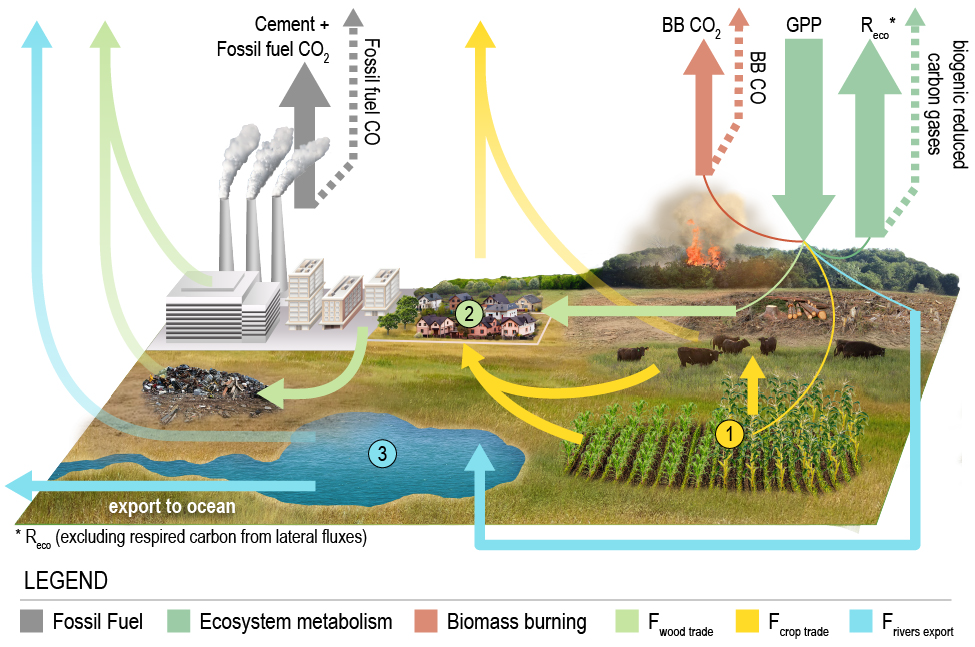 Cement +
Fossil fuel CO2
Fossil fuel CO
BB CO2
BB CO
GPP
Reco*
biogenic reduced
carbon gases
2
1
3
export to ocean
* Reco (excluding respired carbon from lateral fluxes)
LEGEND
Fossil Fuel
Ecosystem metabolism
Biomass burning
Fwood trade
Fcrop trade
Frivers export